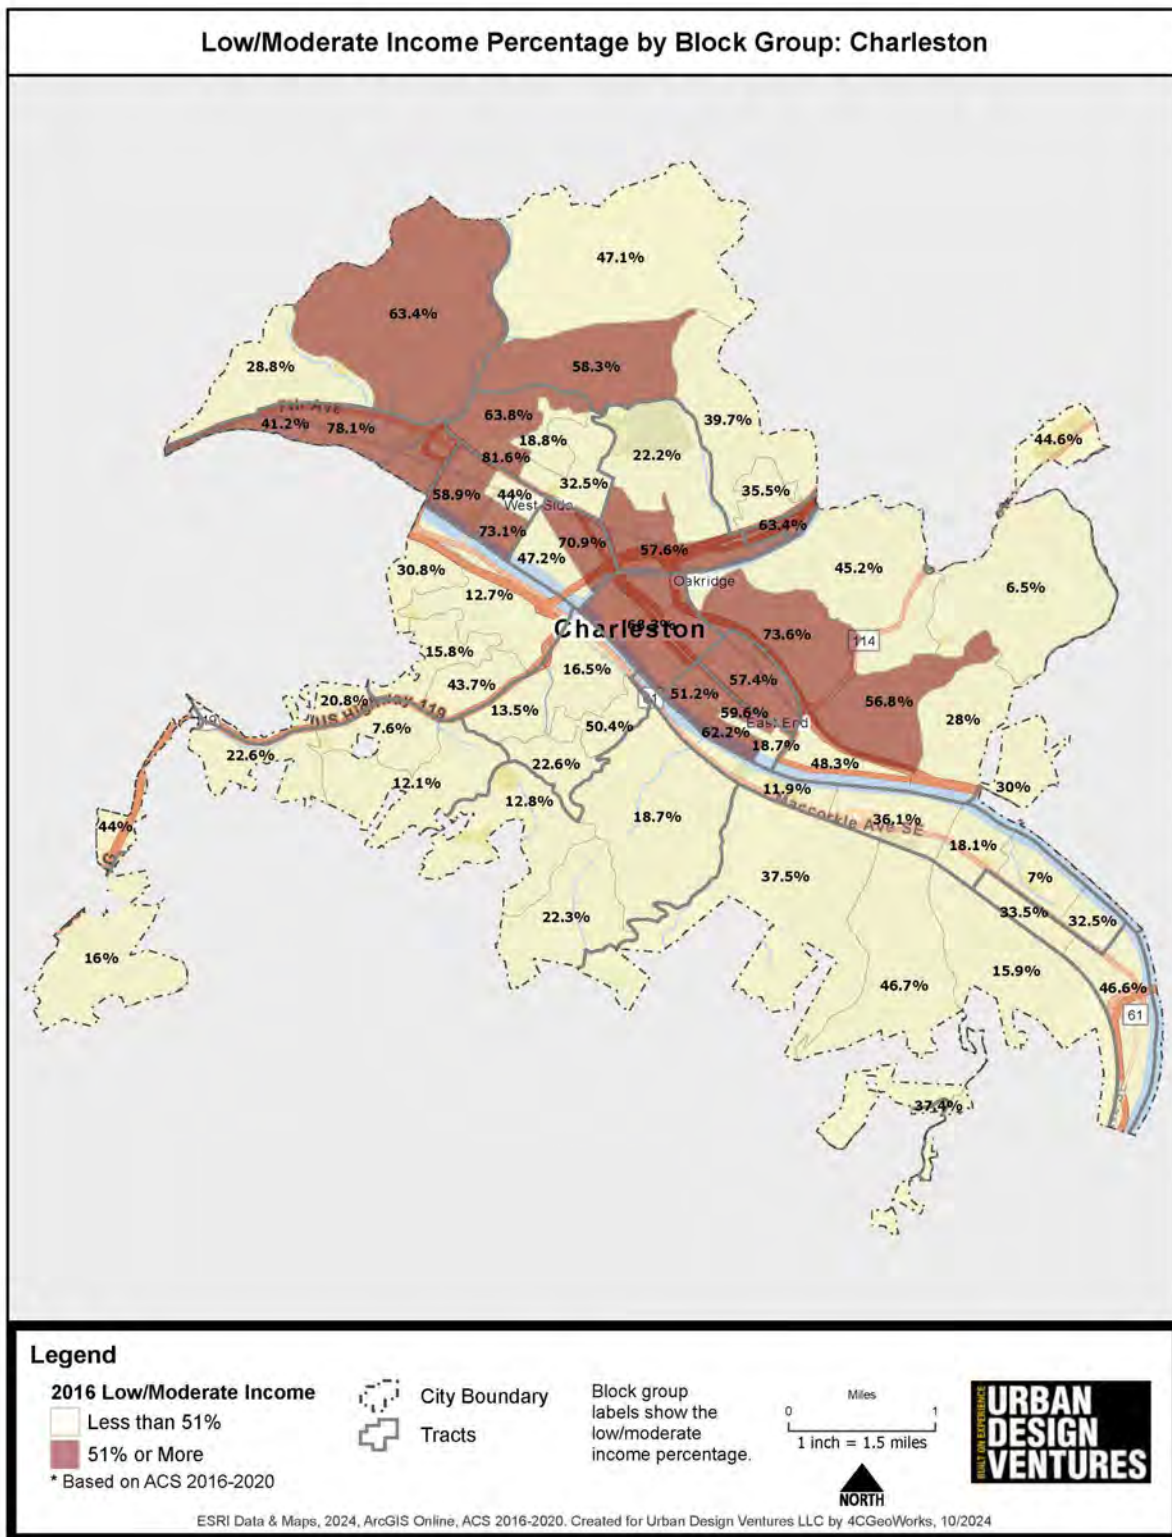 Low/Moderate Income Percentage by Block Group: Charleston
47.1%
63.4%
28.8%
58.3%
7th Ave
41.2%
78.1%
63.8%
18.8%
39.7%
22.2%
44.6%
81.6%
32.5%
58.9%
44%
West Side
35.5%
73.1%
70.9%
63.4%
47.2%
57.6%
30.8%
12.7%
Oakridge
45.2%
6.5%
68.3%
Charleston
73.6%
114
15.8%
16.5%
43.7%
57.4%
51.2%
61
20.8%
US Highway 119
13.5%
50.4%
59.6%
56.8%
28%
7.6%
East End
62.2%
18.7%
119
22.6%
22.6%
48.3%
12.1%
12.8%
11.9%
30%
Maccorkle Ave SE
36.1%
44%
18.7%
18.1%
37.5%
7%
22.3%
33.5%
32.5%
16%
46.7%
15.9%
46.6%
61
37.4%
Legend
2016 Low/Moderate Income
Less than 51%
51% or More
* Based on ACS 2016-2020
City Boundary
Tracts
Block group
labels show the
low/moderate
income percentage.
Miles
0 1
1 inch = 1.5 miles
NORTH
BUILT ON EXPERIENCE
URBAN
DESIGN
VENTURES
ESRI Data & Maps, 2024, ArcGIS Online, ACS 2016-2020. Created for Urban Design Ventures LLC by 4CGeoWorks, 10/2024